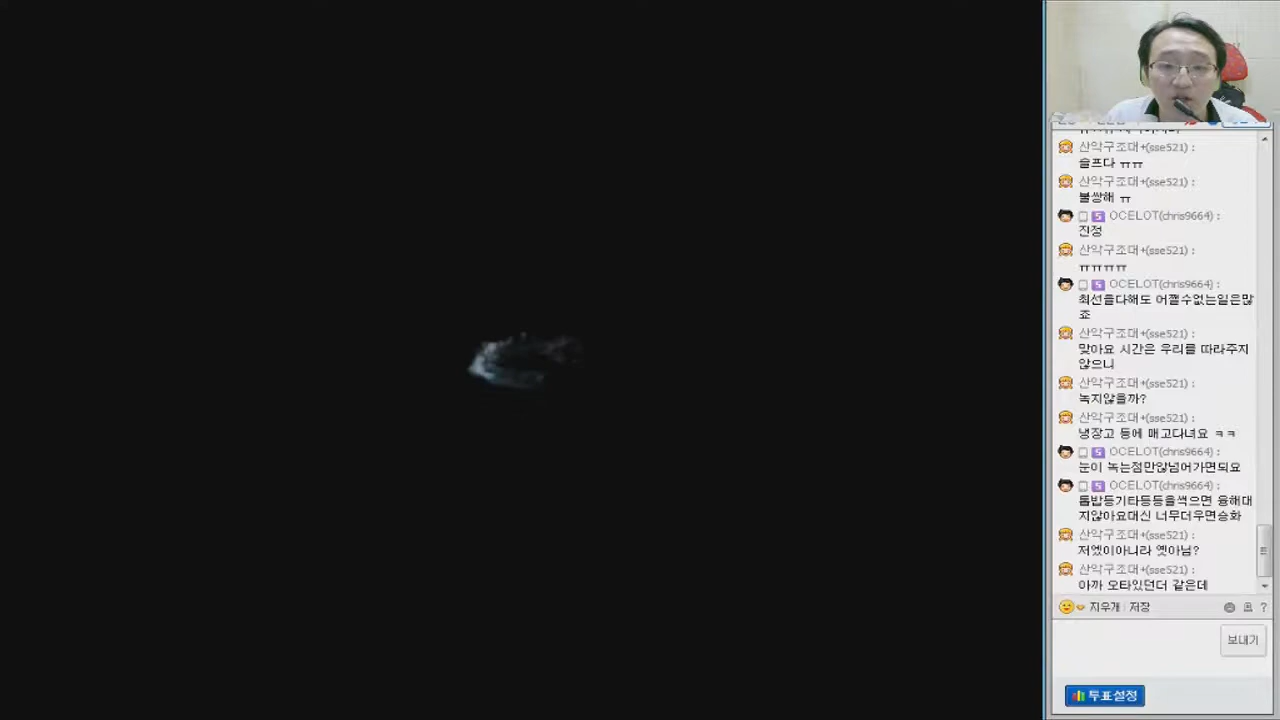 산악구조대+(sse521) :
슬프다 ㅠㅠ
산악구조대+(sse521) :
불쌍해 ㅠ
S OCELOT(chris9664) :
진정
산악구조대+(sse521) :
ㅠㅠㅠㅠ
S OCELOT(chris9664) :
최선을다해도 어쩔수없는일은많
죠
산악구조대+(sse521) :
맞아요 시간은 우리를 따라주지
않으니
산악구조대+(sse521) :
녹지않을까?
산악구조대+(sse521) :
냉장고 등에 매고다녀요 ㅋㅋ
S OCELOT(chris9664) :
눈이 녹는점만않넘어가면되요
S OCELOT(chris9664) :
톱밥등기타등등을썩으면 융해대
지않아요대신 너무더우면승화
산악구조대+(sse521) :
저엤이아니라 옛아님?
산악구조대+(sse521) :
아까 오타있던더 같은데
지우개 저장 ?
보내기
투표설정